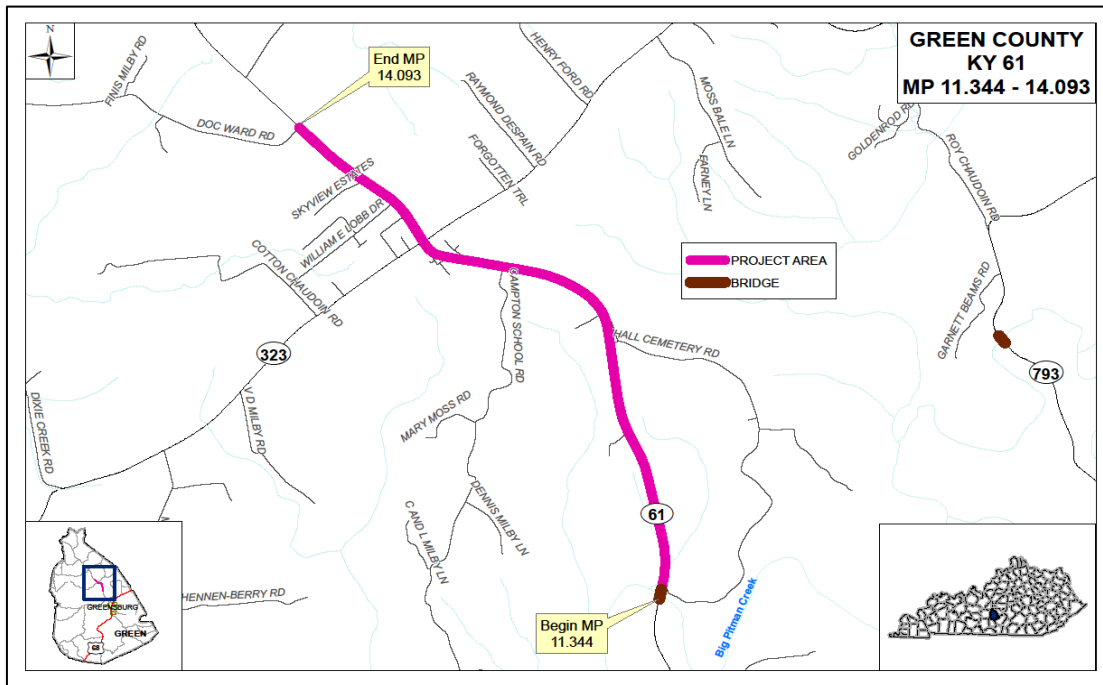 N
GREEN COUNTY
KY 61
MP 11.344 - 14.093
End MP
14.093
FINIS MILBY RD
DOC WARD RD
HENRY FORD RD
RAYMOND DESPAIN RD
FORGOTTEN TRL
MOSS BALE LN
FARNEY LN
GOLDENROD RD
ROY CHAUDOIN RD
SKYVIEW ESTATES
WILLIAM E LOBB DR
COTTON CHAUDOIN RD
PROJECT AREA
BRIDGE
CAMPTON SCHOOL RD
HALL CEMETERY RD
GARNETT BEAMS RD
323
793
DIXIE CREEK RD
V D MILBY RD
MARY MOSS RD
DENNIS MILBY LN
C AND L MILBY LN
61
HENNEN-BERRY RD
Big Pitman Creek
Begin MP
11.344
GREENSBURG
GREEN
68